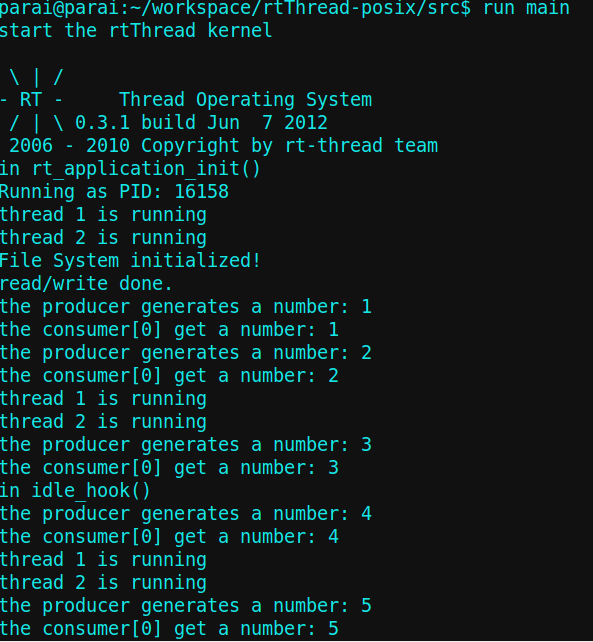 parai@parai:~/workspace/rtThread-posix/src$ run main
start the rtThread kernel
\ | /
- RT -     Thread Operating System
/ | \ 0.3.1 build Jun  7 2012
2006 - 2010 Copyright by rt-thread team
in rt_application_init()
Running as PID: 16158
thread 1 is running
thread 2 is running
File System initialized!
read/write done.
the producer generates a number: 1
the consumer[0] get a number: 1
the producer generates a number: 2
the consumer[0] get a number: 2
thread 1 is running
thread 2 is running
the producer generates a number: 3
the consumer[0] get a number: 3
in idle_hook()
the producer generates a number: 4
the consumer[0] get a number: 4
thread 1 is running
thread 2 is running
the producer generates a number: 5
the consumer[0] get a number: 5